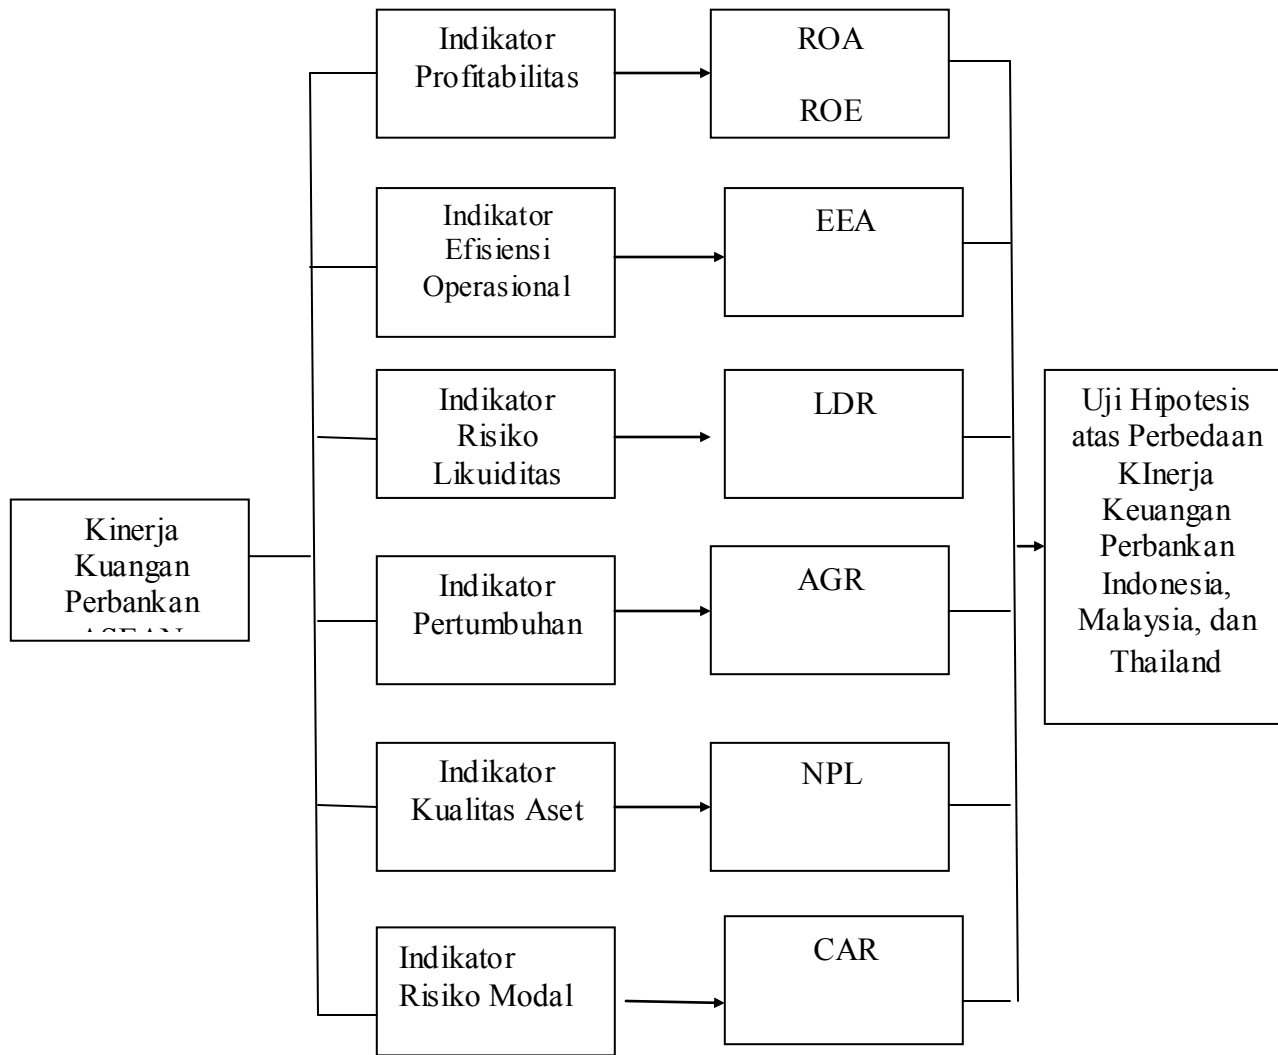 Indikator
Profitabilitas
ROA
ROE
Indikator
Efisiensi
Operasional
EEA
Indikator
Risiko
Likuiditas
LDR
Kinerja
Kuangan
Perbankan
ASEAN
Indikator
Pertumbuhan
AGR
Indikator
Kualitas Aset
NPL
Indikator
Risiko Modal
CAR
Uji Hipotesis
atas Perbedaan
KInerja
Keuangan
Perbankan
Indonesia,
Malaysia, dan
Thailand